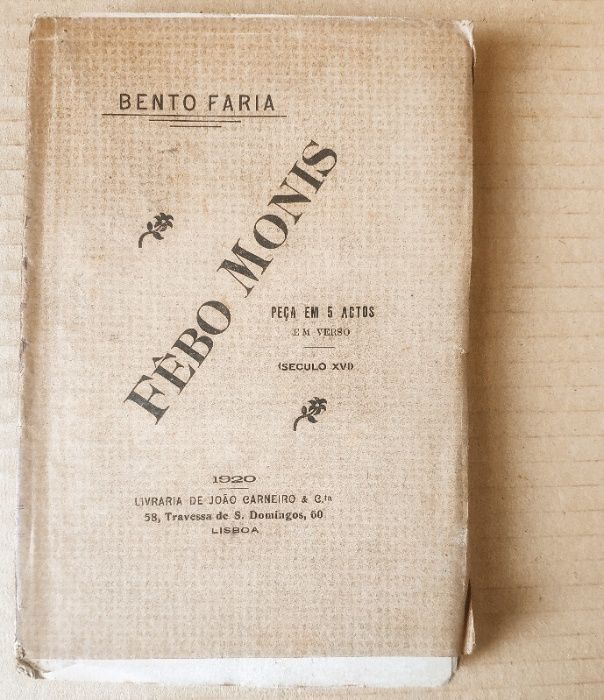 BENTO FARIA
FÊBO MONIS
PEÇA EM 5 ACTOS
EM VERSO
(SECULO XVI)
1920
LIVRARIA DE JOÃO CARNEIRO & C.ta
58, Travessa de S. Domingos, 60
LISBOA